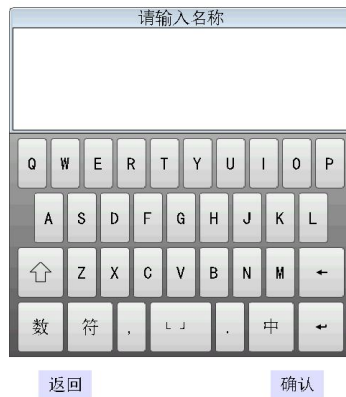 请输入名称
Q W E R T Y U I O P
A S D F G H J K L
Z X C V B N M ←
数 符 , ␣ . 中 ↵
返回 确认